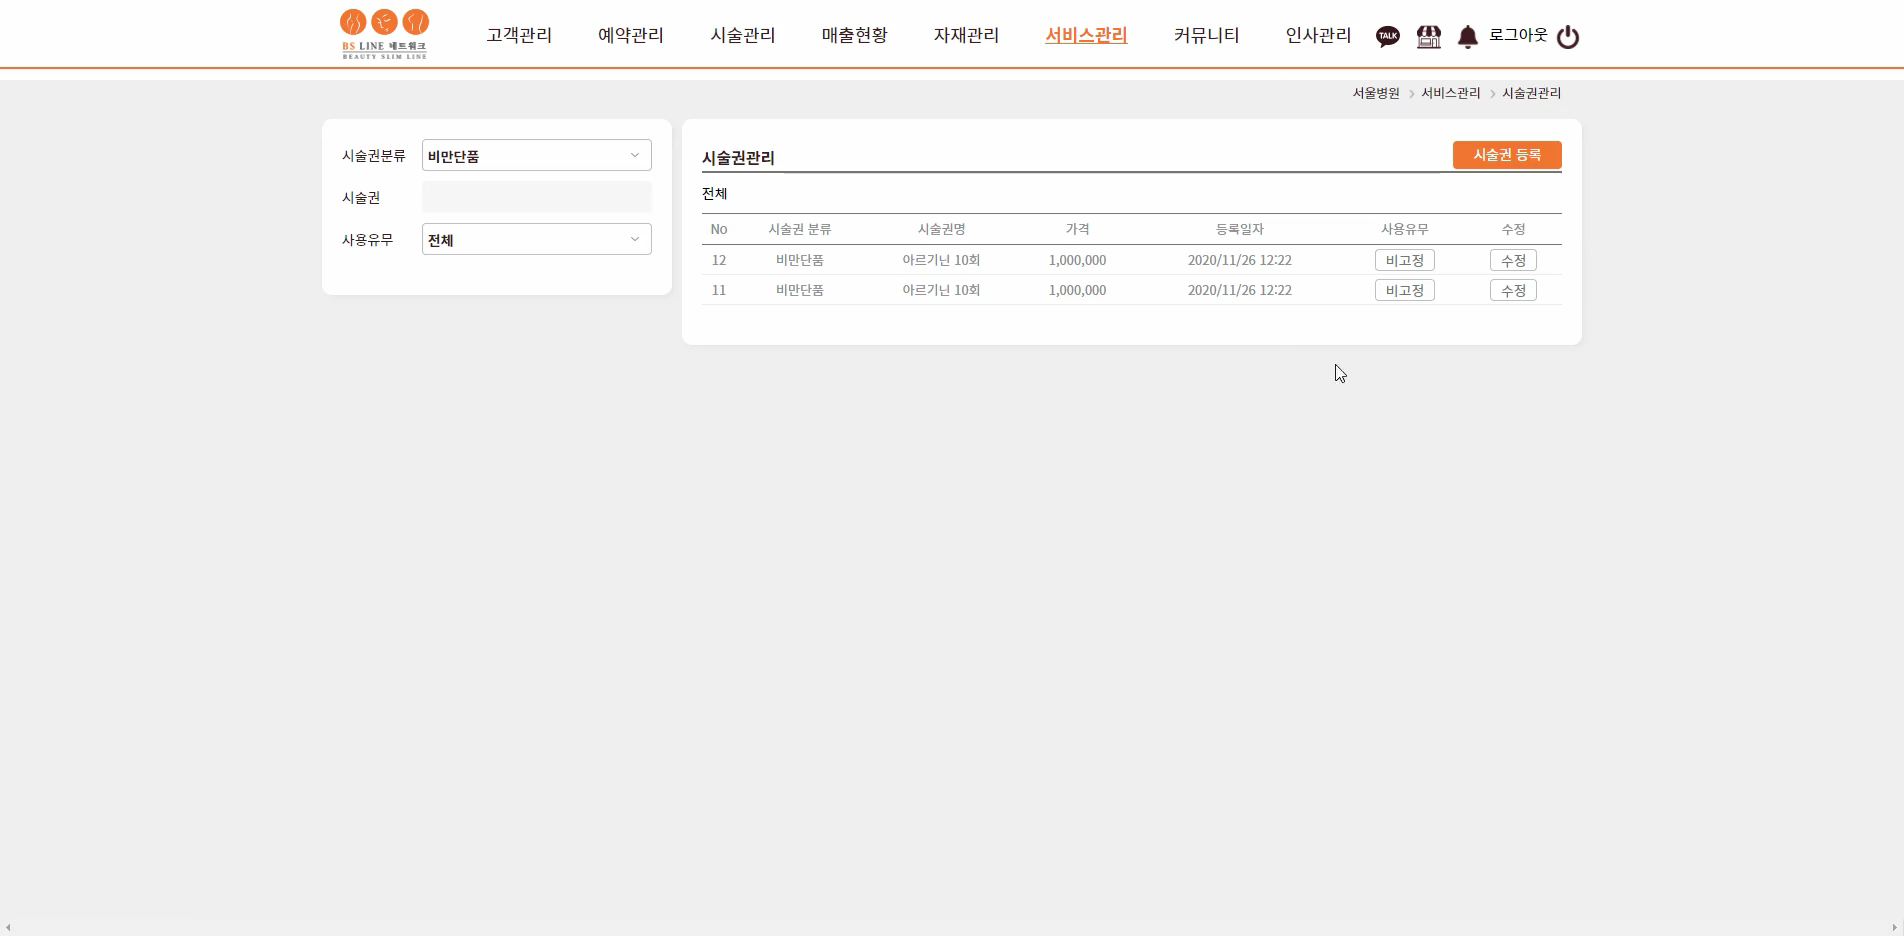 BS LINE 네트워크
BEAUTY SLIM LINE
고객관리 예약관리 시술관리 매출현황 자재관리 서비스관리 커뮤니티 인사관리 TALK 로그아웃
서울병원 > 서비스관리 > 시술권관리
시술권분류 비만단품
시술권
사용유무 전체
시술권관리 시술권 등록
전체
No 시술권 분류 시술권명 가격 등록일자 사용유무 수정
12 비만단품 아르기닌 10회 1,000,000 2020/11/26 12:22 비고정 수정
11 비만단품 아르기닌 10회 1,000,000 2020/11/26 12:22 비고정 수정